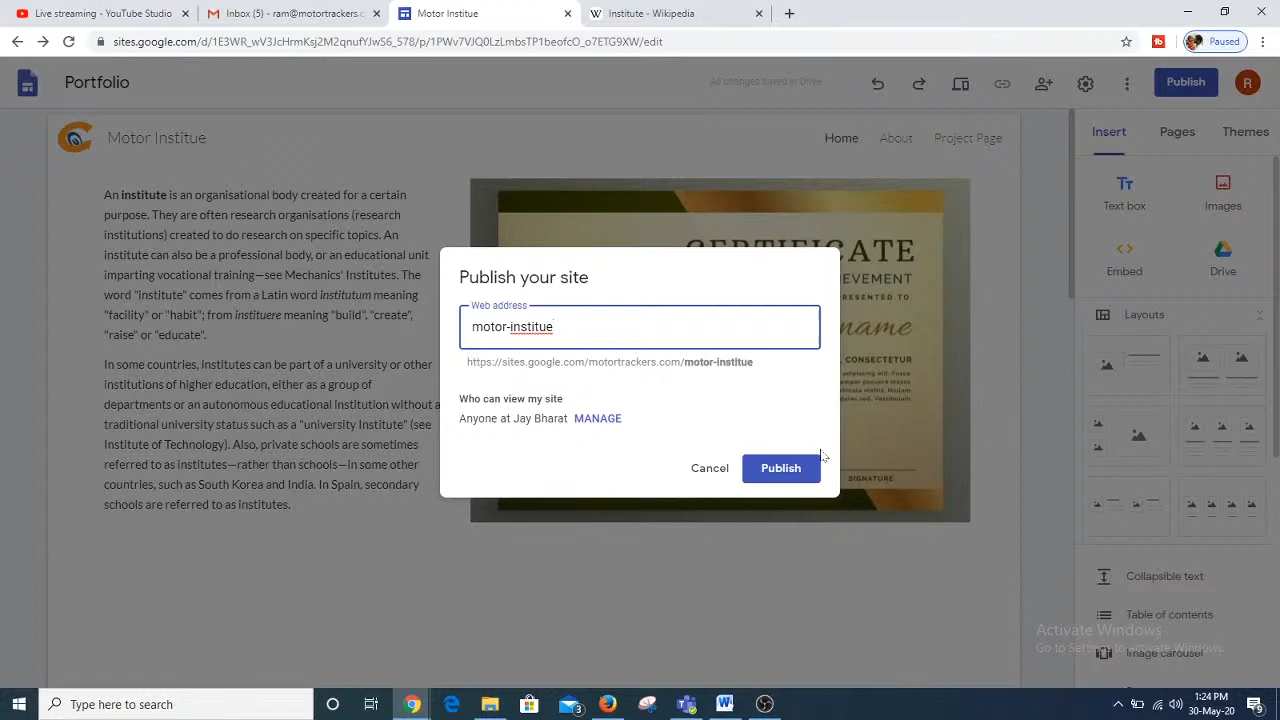 Live streaming - YouTube Studio
Inbox (5) - ram@motortrackers.c
Motor Institue
Institute - Wikipedia
sites.google.com/d/1E3WR_wV3JcHrmKsj2M2qnufYJwS6_578/p/1PWv7VJQ0LzLmbsTP1beofcO_o7ETG9XW/edit
Paused
Portfolio
All changes saved in Drive
Publish
R
Motor Institue
Home
About
Project Page
Insert
Pages
Themes
An institute is an organisational body created for a certain
purpose. They are often research organisations (research
institutions) created to do research on specific topics. An
institute can also be a professional body, or an educational unit
imparting vocational training—see Mechanics' Institutes. The
word "institute" comes from a Latin word institutum meaning
"facility" or "habit"; from instituere meaning "build", "create",
"raise" or "educate".
In some countries, institutes can be part of a university or other
institutions of higher education, either as a group of
departments or an autonomous educational institution without a
traditional university status such as a "university Institute" (see
Institute of Technology). Also, private schools are sometimes
referred to as institutes—rather than schools—in some other
countries also South Korea and India. In Spain, secondary
schools are referred to as institutes.
CERTIFICATE
PRESENTED TO
name
CONSECTETUR
SIGNATURE
Publish your site
Web address
motor-institue
https://sites.google.com/motortrackers.com/motor-institue
Who can view my site
Anyone at Jay Bharat MANAGE
Cancel
Publish
Text box
Images
Embed
Drive
Layouts
Collapsible text
Table of contents
Image carousel
Activate Windows
Go to Settings to activate Windows.
Type here to search
3
1:24 PM
30-May-20